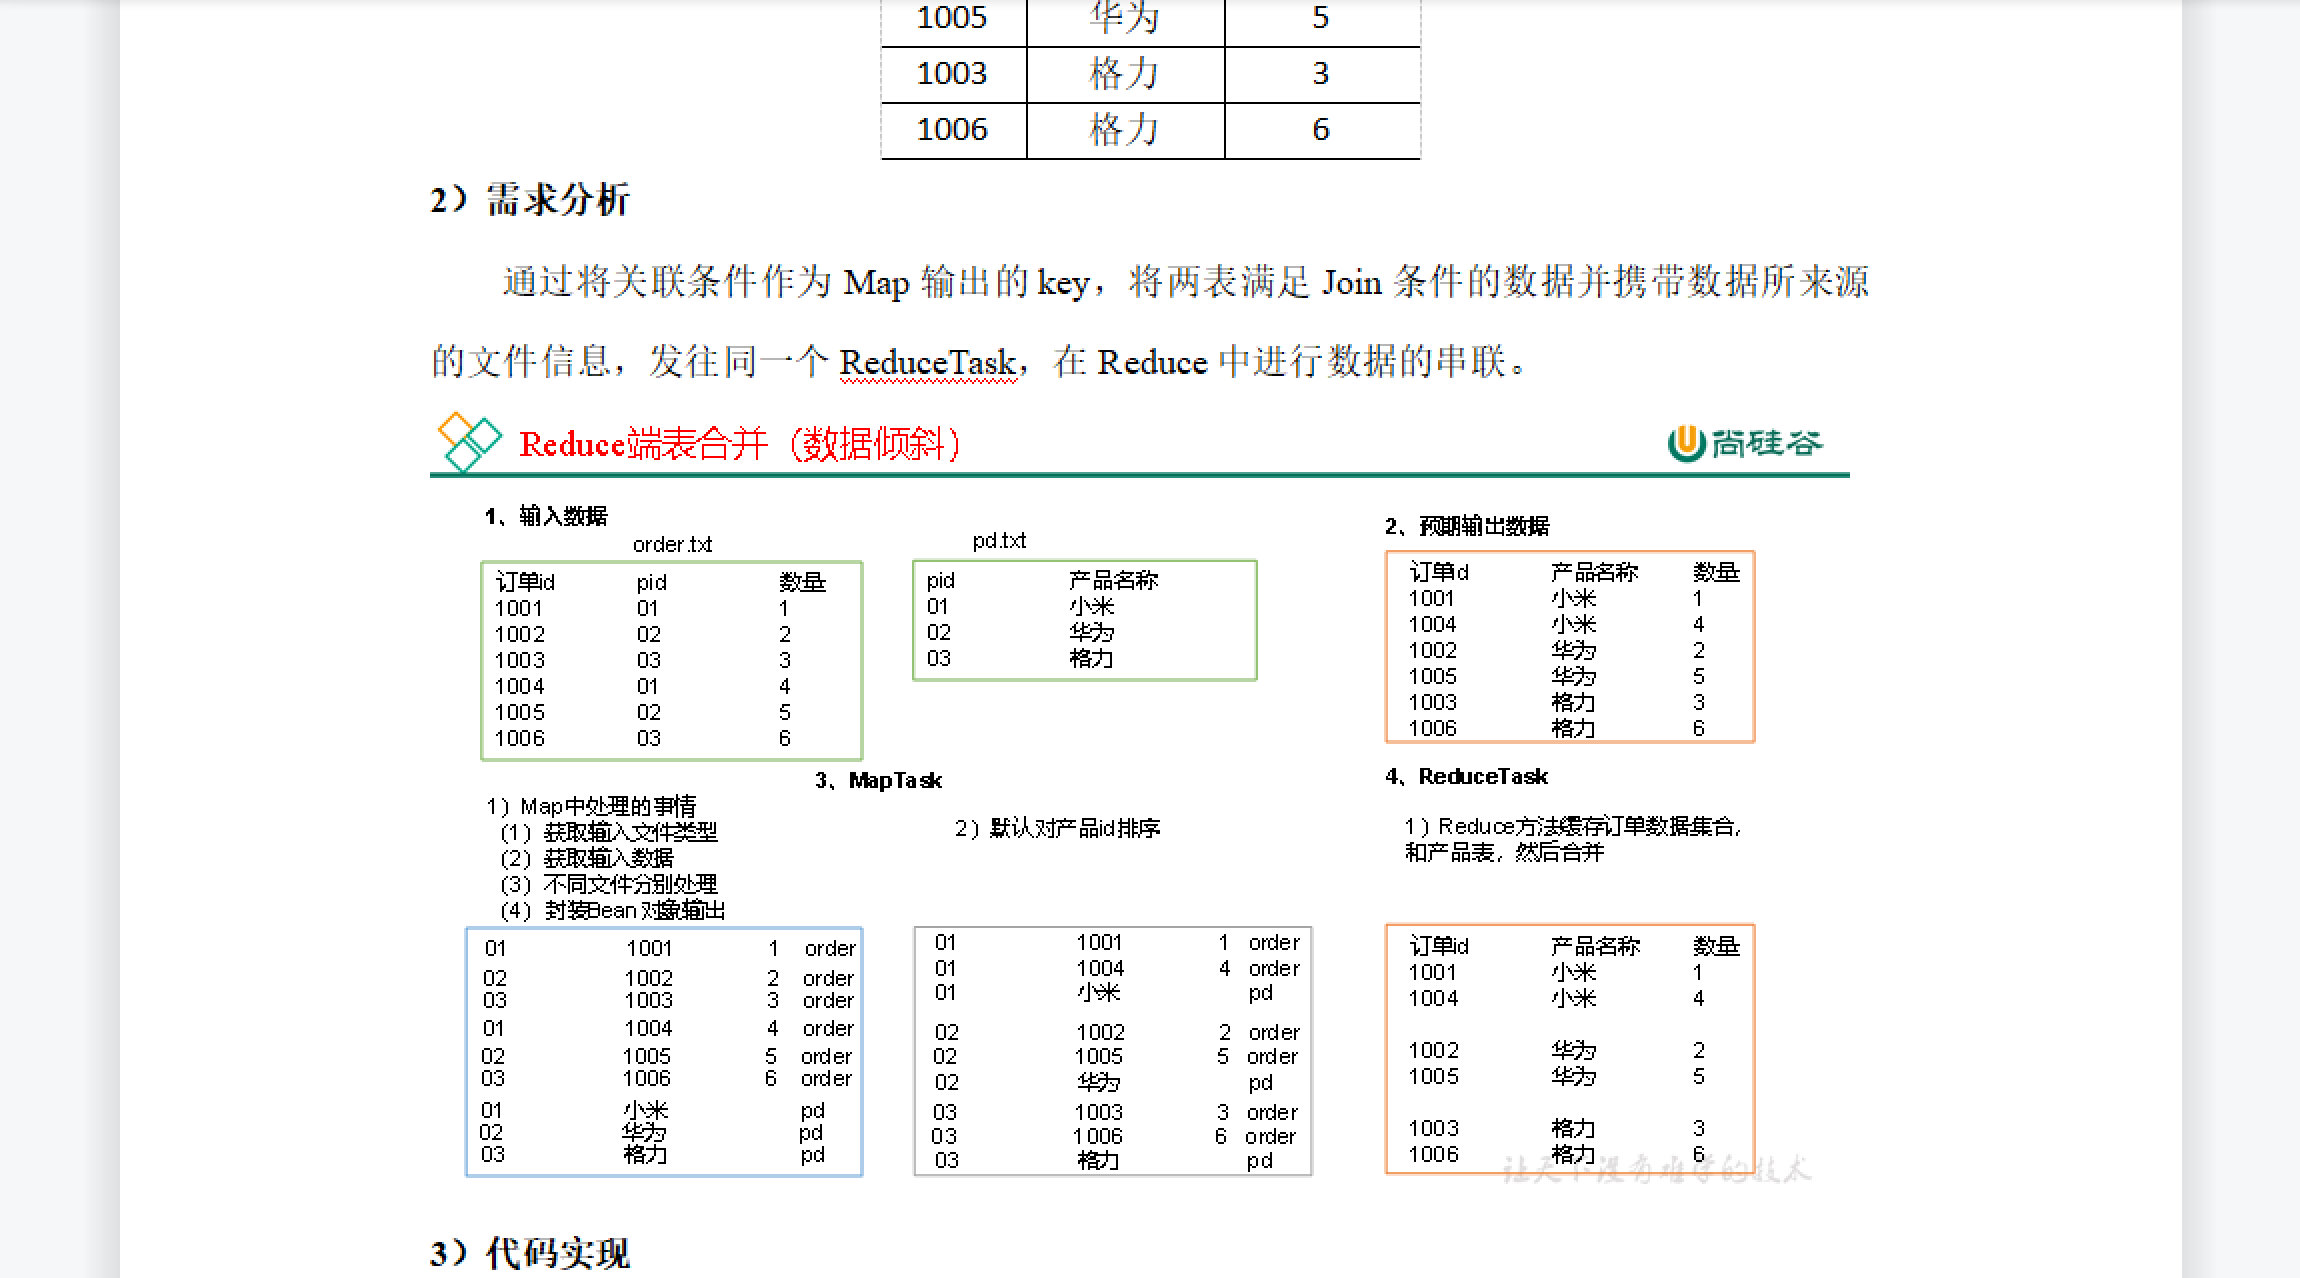 1005 华为 5
1003 格力 3
1006 格力 6
2）需求分析
通过将关联条件作为 Map 输出的 key，将两表满足 Join 条件的数据并携带数据所来源
的文件信息，发往同一个 ReduceTask，在 Reduce 中进行数据的串联。
Reduce端表合并（数据倾斜）
尚硅谷
1、输入数据
order.txt
订单id pid 数量
1001 01 1
1002 02 2
1003 03 3
1004 01 4
1005 02 5
1006 03 6
pd.txt
pid 产品名称
01 小米
02 华为
03 格力
2、预期输出数据
订单d 产品名称 数量
1001 小米 1
1004 小米 4
1002 华为 2
1005 华为 5
1003 格力 3
1006 格力 6
3、MapTask
1）Map中处理的事情
（1）获取输入文件类型
（2）获取输入数据
（3）不同文件分别处理
（4）封装Bean对象输出
01 1001 1 order
02 1002 2 order
03 1003 3 order
01 1004 4 order
02 1005 5 order
03 1006 6 order
01 小米 pd
02 华为 pd
03 格力 pd
2）默认对产品id排序
01 1001 1 order
01 1004 4 order
01 小米 pd
02 1002 2 order
02 1005 5 order
02 华为 pd
03 1003 3 order
03 1006 6 order
03 格力 pd
4、ReduceTask
1）Reduce方法缓存订单数据集合，
和产品表，然后合并
订单id 产品名称 数量
1001 小米 1
1004 小米 4
1002 华为 2
1005 华为 5
1003 格力 3
1006 格力 6
让天下没有难学的技术
3）代码实现